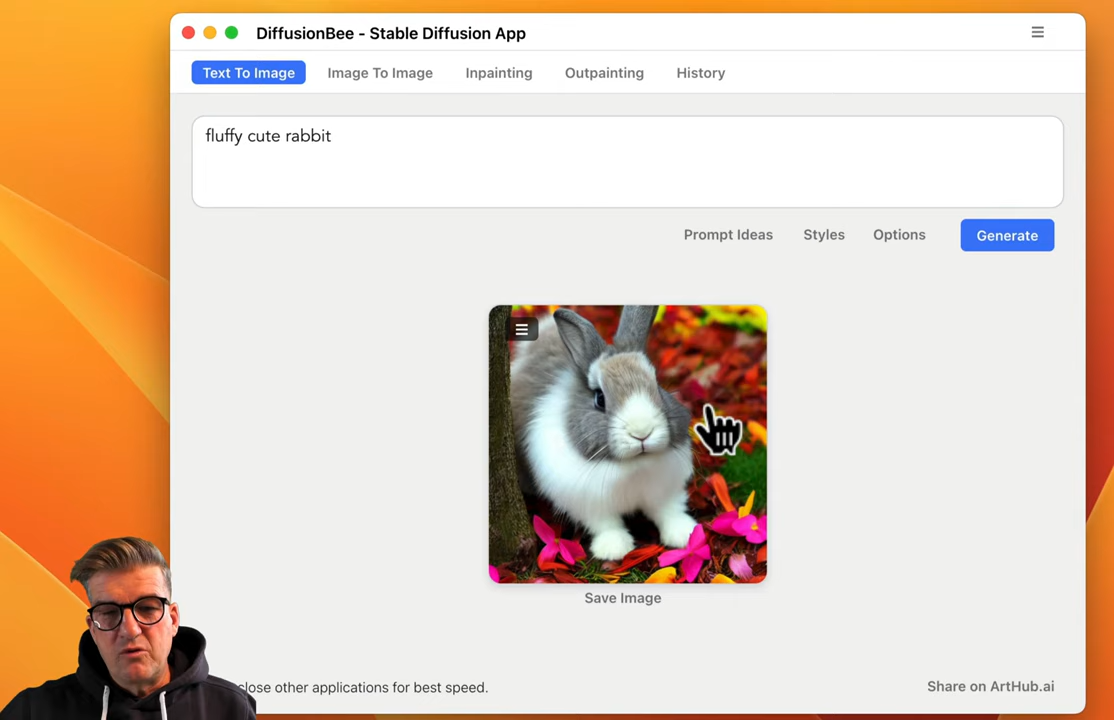 DiffusionBee - Stable Diffusion App
Text To Image Image To Image Inpainting Outpainting History
fluffy cute rabbit
Prompt Ideas Styles Options Generate
Save Image
close other applications for best speed.
Share on ArtHub.ai